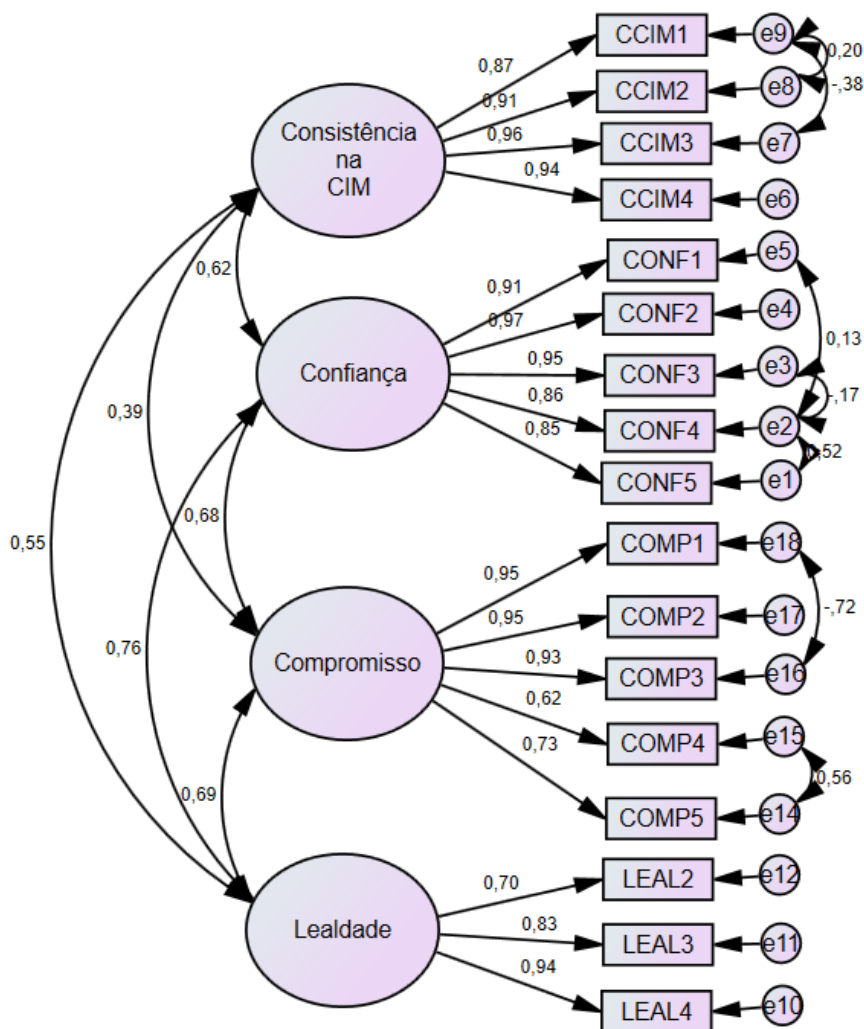 CCIM1
e9
0,20
0,87
CCIM2
e8
-,38
0,91
Consistência
na
CIM
0,96
CCIM3
e7
0,94
CCIM4
e6
0,62
CONF1
e5
0,91
CONF2
e4
0,97
0,13
Confiança
0,95
CONF3
e3
-,17
0,39
0,86
CONF4
e2
0,85
0,52
CONF5
e1
0,68
0,55
COMP1
e18
0,95
-,72
COMP2
e17
0,95
0,76
Compromisso
0,93
COMP3
e16
0,62
COMP4
e15
0,73
0,56
0,69
COMP5
e14
LEAL2
e12
0,70
Lealdade
0,83
LEAL3
e11
0,94
LEAL4
e10